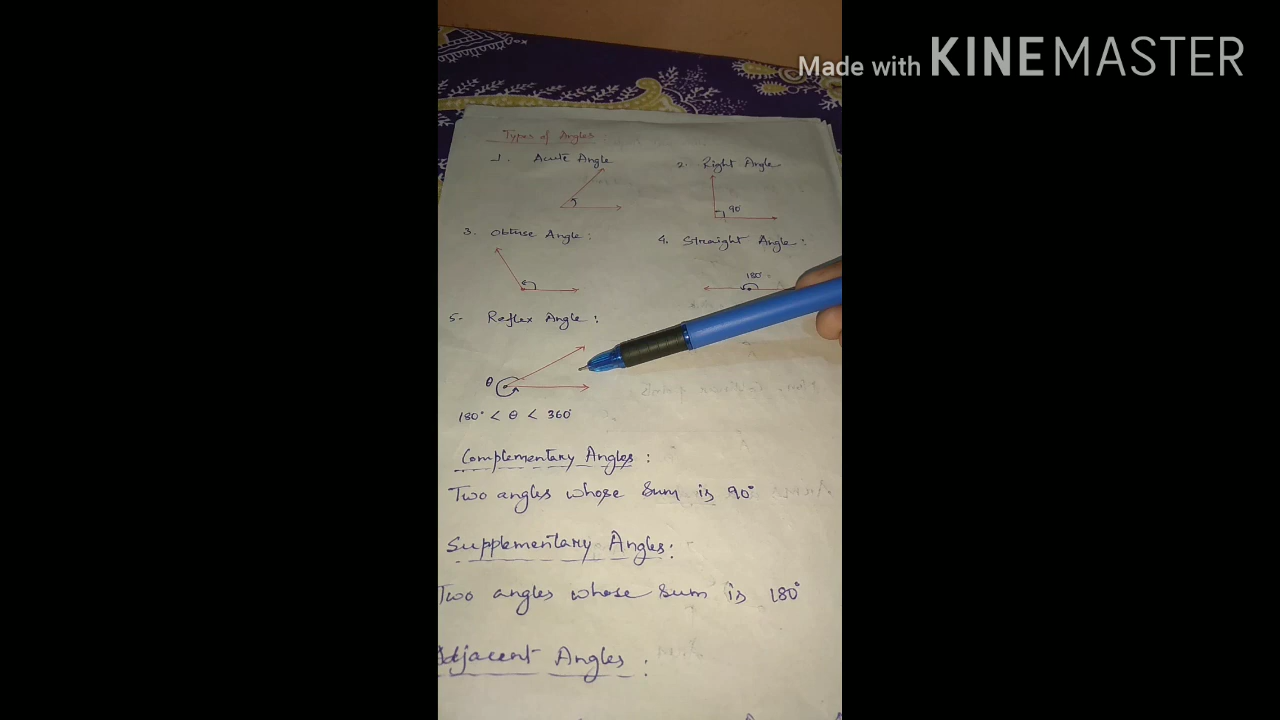 Made with KINEMASTER
Types of Angles
1. Acute Angle
2. Right Angle
90
3. Obtuse Angle:
4. Straight Angle:
180°
5. Reflex Angle:
θ
180° < θ < 360°
Complementary Angles:
Two angles whose sum is 90°
Supplementary Angles:
Two angles whose sum is 180°
Adjacent Angles: